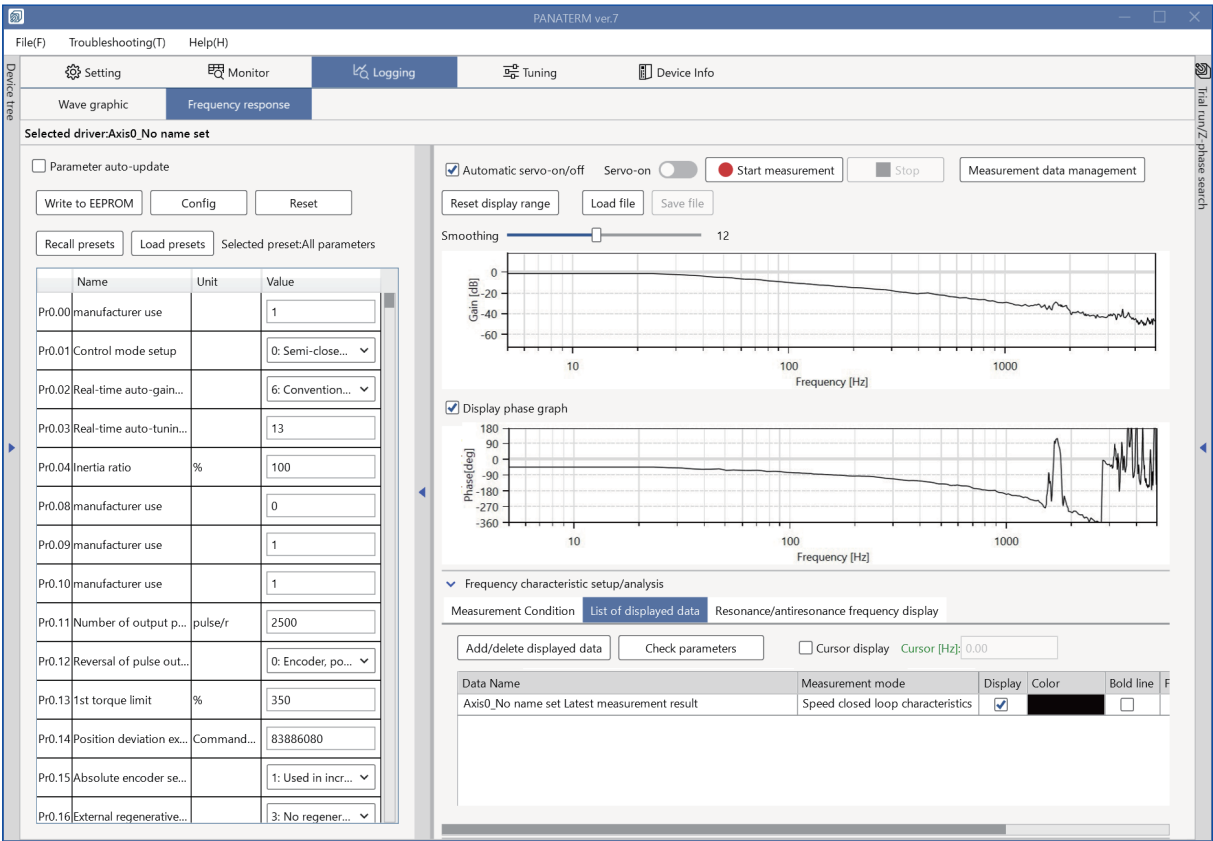 PANATERM ver.7
File(F) Troubleshooting(T) Help(H)
Device tree
Setting Monitor Logging Tuning Device Info
Wave graphic Frequency response
Selected driver:Axis0_No name set
Trial run/Z-phase search
Parameter auto-update
Write to EEPROM Config Reset
Recall presets Load presets Selected preset:All parameters
Name Unit Value
Pr0.00 manufacturer use 1
Pr0.01 Control mode setup 0: Semi-close...
Pr0.02 Real-time auto-gain... 6: Convention...
Pr0.03 Real-time auto-tunin... 13
Pr0.04 Inertia ratio % 100
Pr0.08 manufacturer use 0
Pr0.09 manufacturer use 1
Pr0.10 manufacturer use 1
Pr0.11 Number of output p... pulse/r 2500
Pr0.12 Reversal of pulse out... 0: Encoder, po...
Pr0.13 1st torque limit % 350
Pr0.14 Position deviation ex... Command... 83886080
Pr0.15 Absolute encoder se... 1: Used in incr...
Pr0.16 External regenerative... 3: No regener...
Automatic servo-on/off Servo-on Start measurement Stop Measurement data management
Reset display range Load file Save file
Smoothing 12
Gain [dB]
0
-20
-40
-60
10 100 1000
Frequency [Hz]
Display phase graph
Phase[deg]
180
90
0
-90
-180
-270
-360
10 100 1000
Frequency [Hz]
Frequency characteristic setup/analysis
Measurement Condition List of displayed data Resonance/antiresonance frequency display
Add/delete displayed data Check parameters Cursor display Cursor [Hz]: 0.00
Data Name Measurement mode Display Color Bold line F
Axis0_No name set Latest measurement result Speed closed loop characteristics